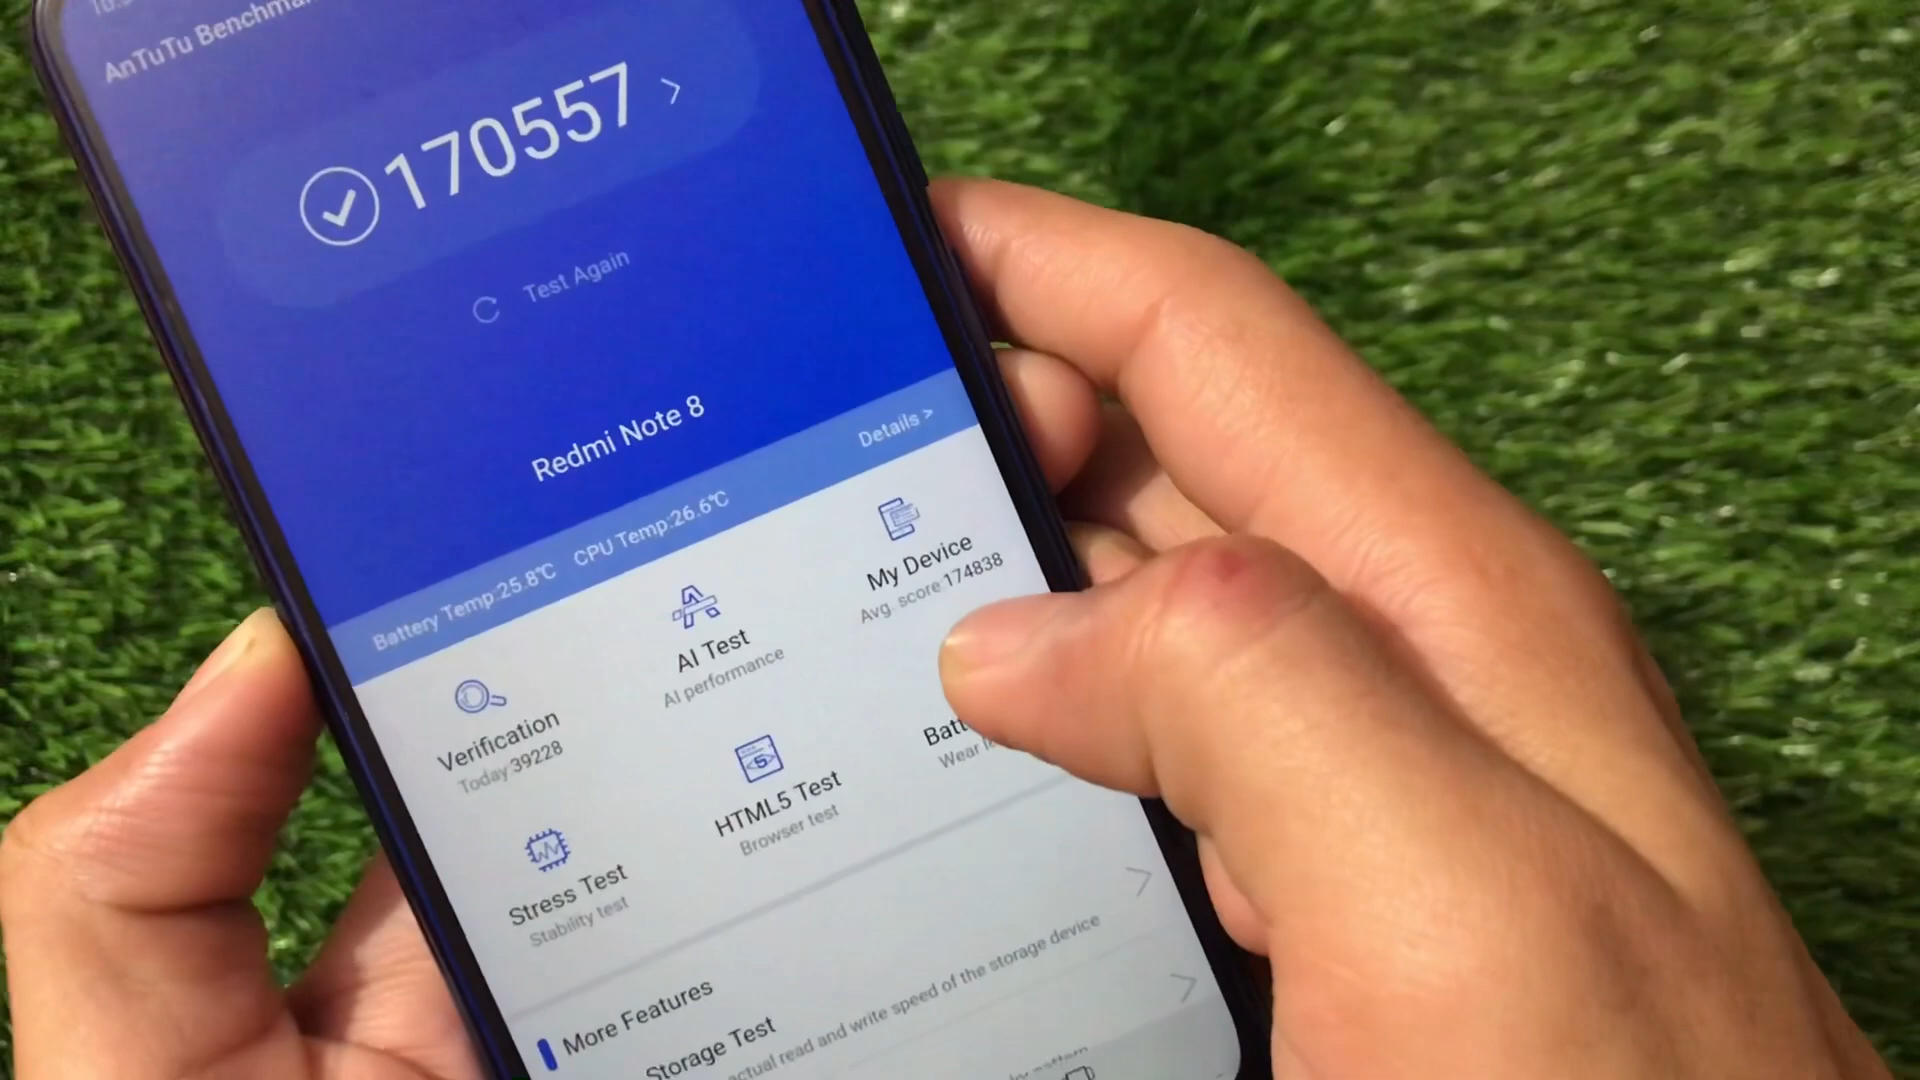 AnTuTu
170557 >
Test Again
Redmi Note 8
Battery Temp:25.8℃ CPU Temp:26.6℃ Details >
Verification
Today:39228
AI Test
AI performance
My Device
Avg. score:174838
Stress Test
Stability test
HTML5 Test
Browser test
Wear
More Features
Storage Test
actual read and write speed of the storage device